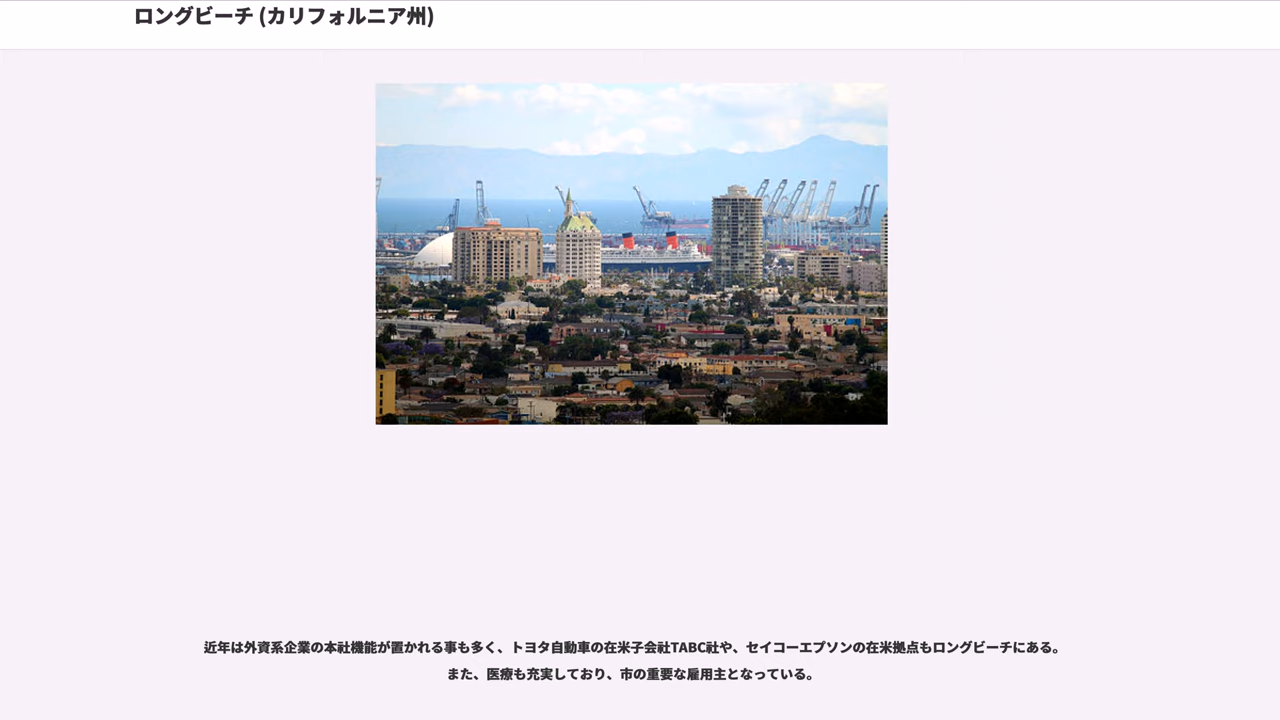 ロングビーチ (カリフォルニア州)
近年は外資系企業の本社機能が置かれる事も多く、トヨタ自動車の在米子会社TABC社や、セイコーエプソンの在米拠点もロングビーチにある。
また、医療も充実しており、市の重要な雇用主となっている。